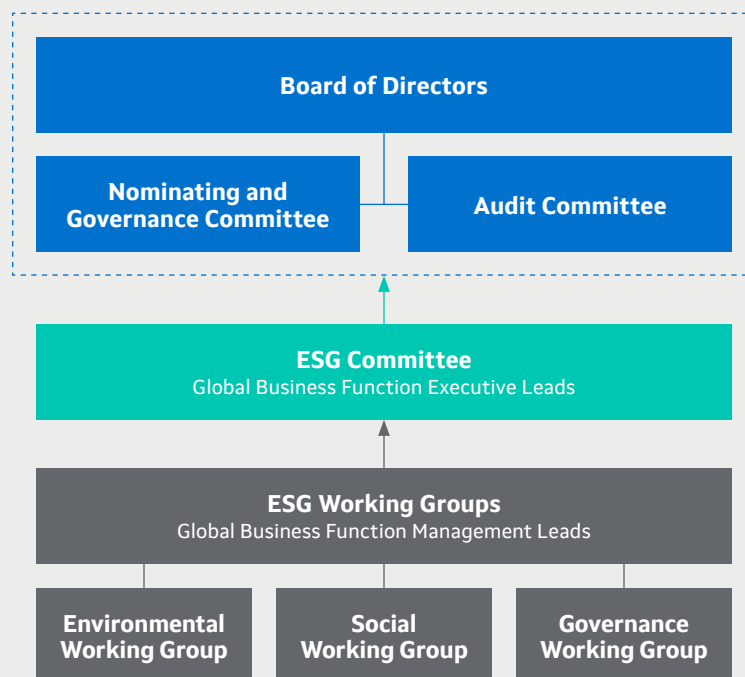 Board of Directors
Nominating and
Governance Committee
Audit Committee
ESG Committee
Global Business Function Executive Leads
ESG Working Groups
Global Business Function Management Leads
Environmental
Working Group
Social
Working Group
Governance
Working Group